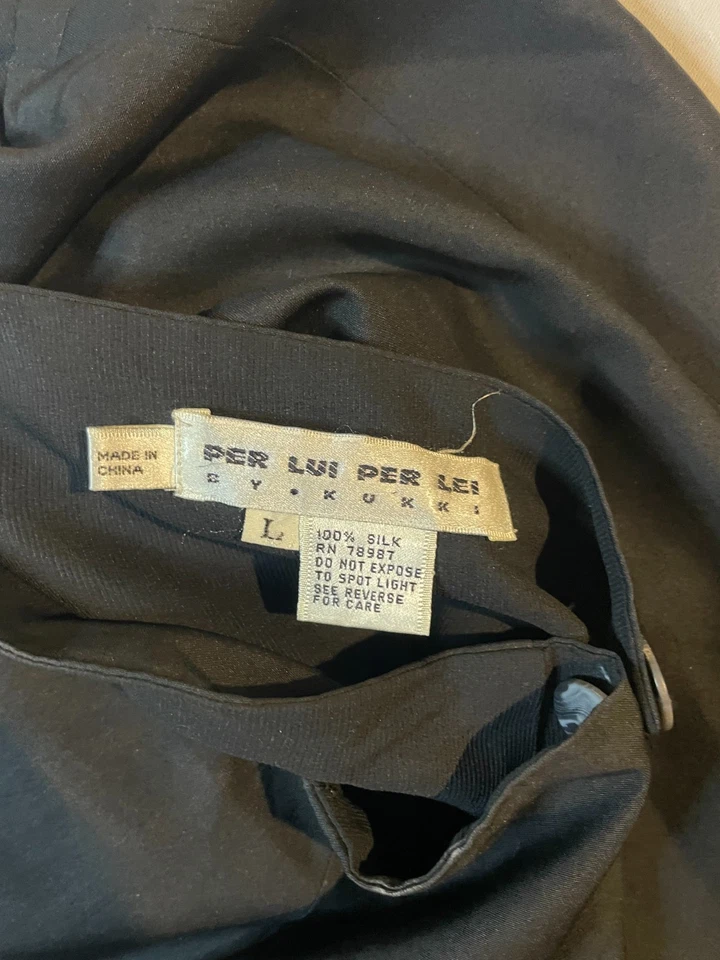 MADE IN
CHINA
PER LUI PER LEI
BY•KUKKI
L
100% SILK
RN 78987
DO NOT EXPOSE
TO SPOT LIGHT
SEE REVERSE
FOR CARE